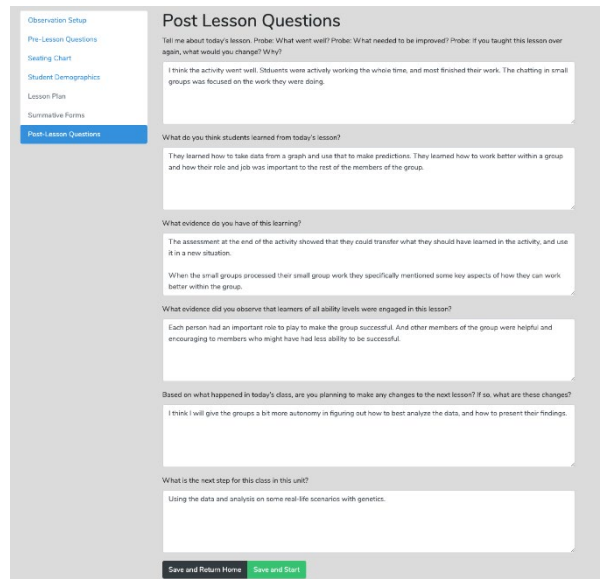 Observation Setup
Pre-Lesson Questions
Seating Chart
Student Demographics
Lesson Plan
Summative Forms
Post-Lesson Questions
Post Lesson Questions
Tell me about today's lesson. Probe: What went well? Probe: What needed to be improved? Probe: If you taught this lesson over
again, what would you change? Why?
I think the activity went well. Stduents were actively working the whole time, and most finished their work. The chatting in small
groups was focused on the work they were doing.
What do you think students learned from today's lesson?
They learned how to take data from a graph and use that to make predictions. They learned how to work better within a group
and how their role and job was important to the rest of the members of the group.
What evidence do you have of this learning?
The assessment at the end of the activity showed that they could transfer what they should have learned in the activity, and use
it in a new situation.
When the small groups processed their small group work they specifically mentioned some key aspects of how they can work
better within the group.
What evidence did you observe that learners of all ability levels were engaged in this lesson?
Each person had an important role to play to make the group successful. And other members of the group were helpful and
encouraging to members who might have had less ability to be successful.
Based on what happened in today's class, are you planning to make any changes to the next lesson? If so, what are these changes?
I think I will give the groups a bit more autonomy in figuring out how to best analyze the data, and how to present their findings.
What is the next step for this class in this unit?
Using the data and analysis on some real-life scenarios with genetics.
Save and Return Home
Save and Start